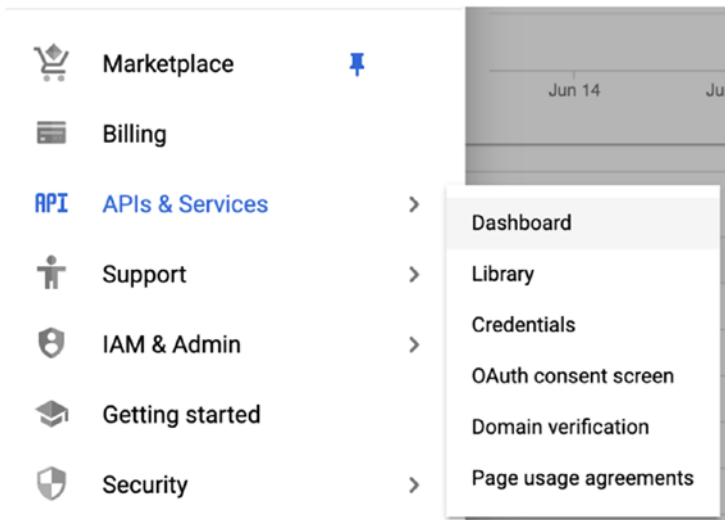 Marketplace
Billing
API APIs & Services
Support
IAM & Admin
Getting started
Security
Jun 14
Ju
Dashboard
Library
Credentials
OAuth consent screen
Domain verification
Page usage agreements